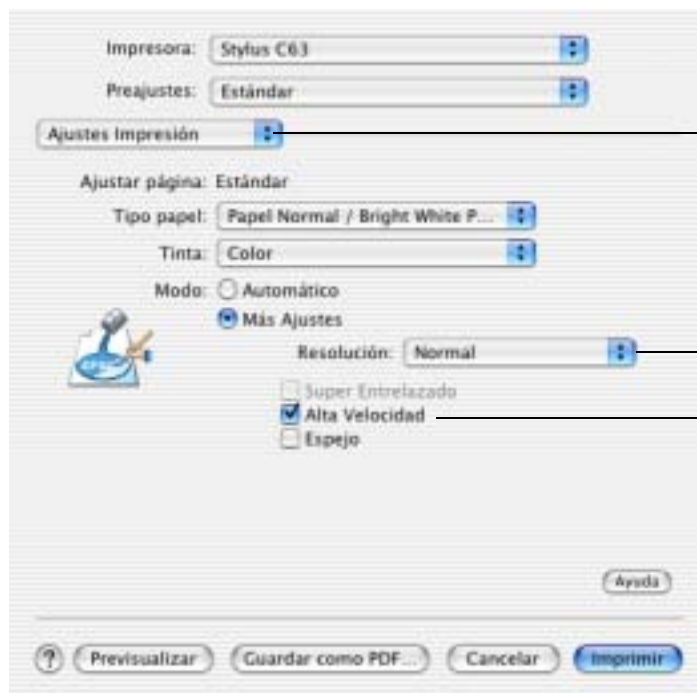 Impresora: Stylus C63
Preajustes: Estándar
Ajustes Impresión
Ajustar página: Estándar
Tipo papel: Papel Normal / Bright White P...
Tinta: Color
Modo: Automático
Más Ajustes
Resolución: Normal
Super Entrelazado
Alta Velocidad
Espejo
Ayuda
? Previsualizar Guardar como PDF... Cancelar Imprimir